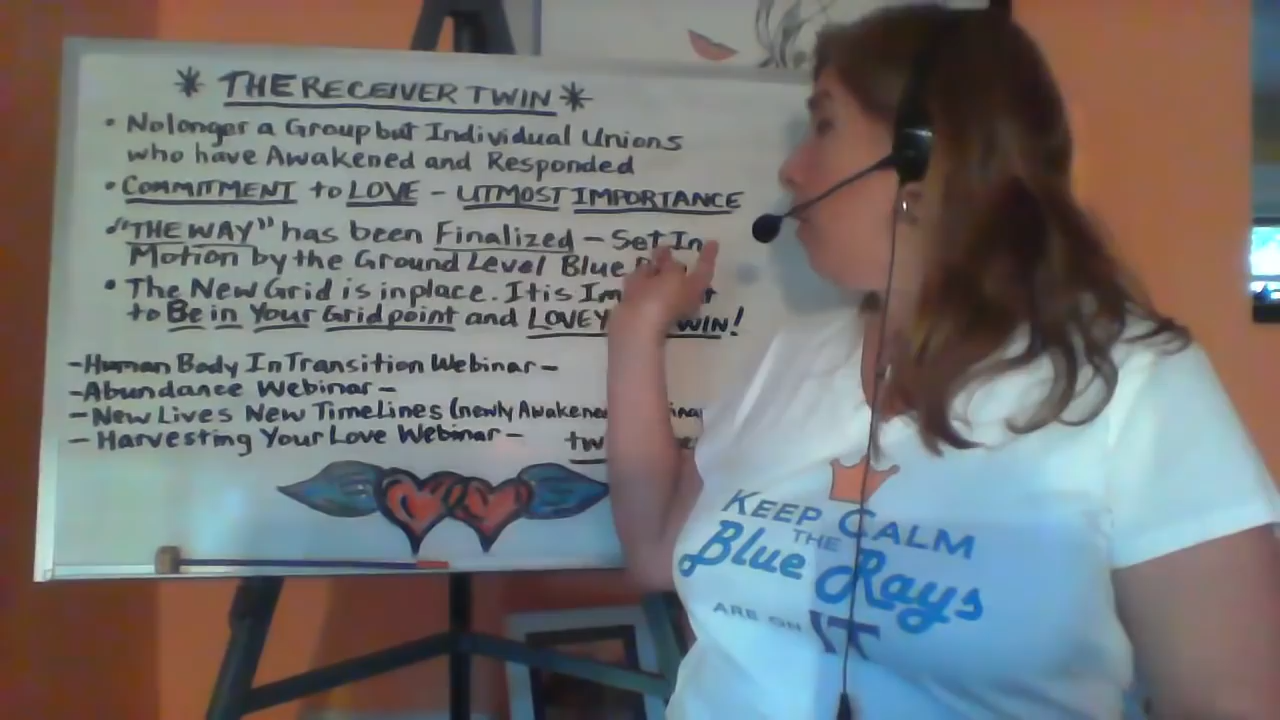 * THE RECEIVER TWIN *
• No longer a Group but Individual Unions
who have Awakened and Responded
• COMMITMENT to LOVE - UTMOST IMPORTANCE
"THE WAY" has been Finalized - Set In
Motion by the Ground Level Blue
• The New Grid is in place. It is
to Be in Your Gridpoint and LOVE TWIN!
- Human Body In Transition Webinar -
- Abundance Webinar -
- New Lives New TimeLines (newly
- Harvesting Your Love Webinar -
KEEP CALM
THE
Blue Rays
ARE ON
IT